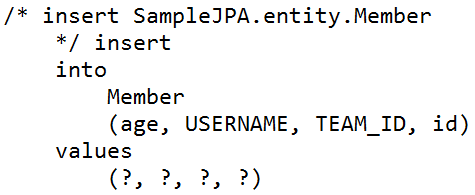 /* insert SampleJPA.entity.Member
*/ insert
into
Member
(age, USERNAME, TEAM_ID, id)
values
(?, ?, ?, ?)